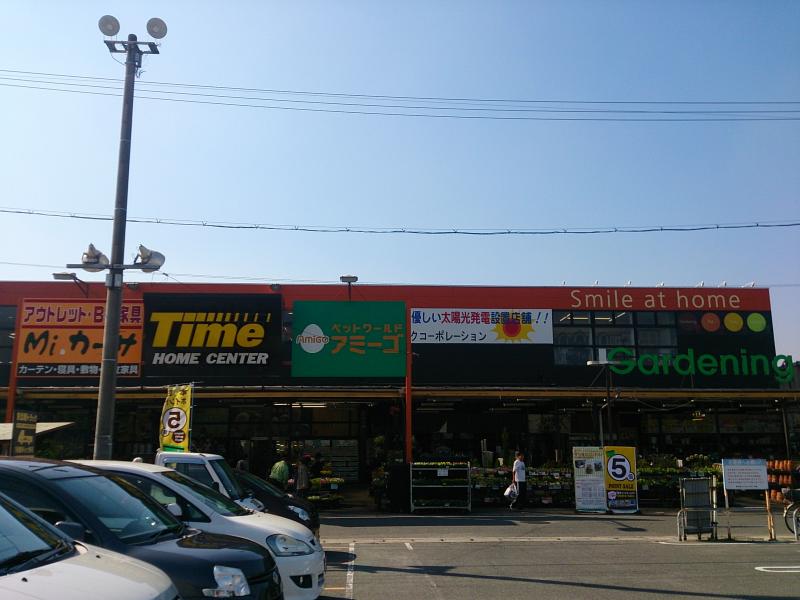 アウトレット・B
家具
Mi.カーサ
カーテン・寝具・敷物・
家具
Time
HOME CENTER
ペットワールド
AmiGo アミーゴ
優しい太陽光発電設置店舗!!
クコーポレーション
Smile at home
Gardening
5
5
POINT SALE